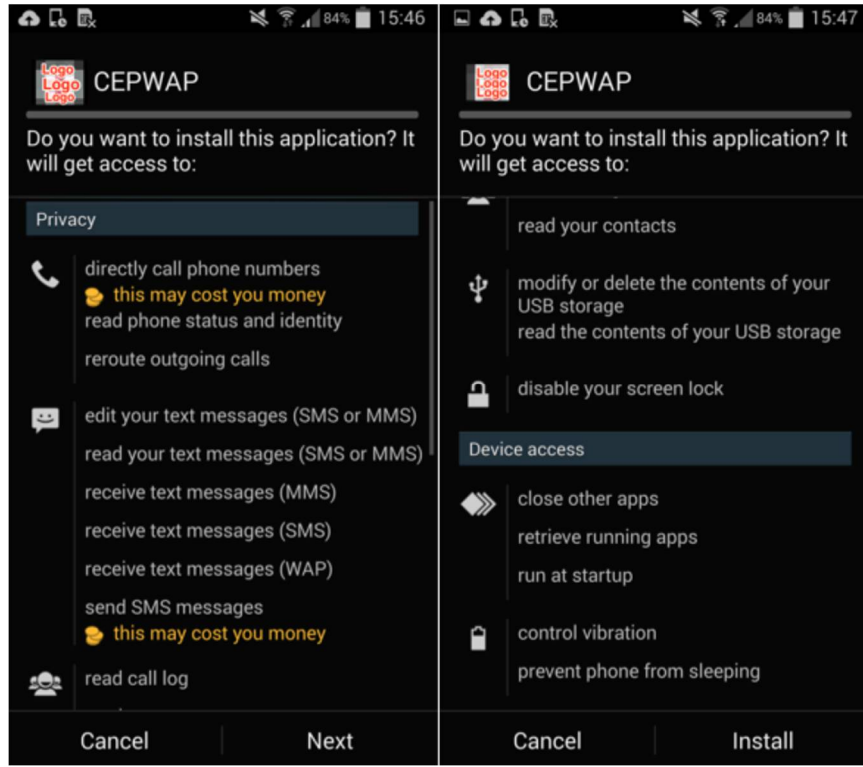 84% 15:46
Logo
Logo
Logo
CEPWAP
Do you want to install this application? It
will get access to:
Privacy
directly call phone numbers
this may cost you money
read phone status and identity
reroute outgoing calls
edit your text messages (SMS or MMS)
read your text messages (SMS or MMS)
receive text messages (MMS)
receive text messages (SMS)
receive text messages (WAP)
send SMS messages
this may cost you money
read call log
Cancel Next
84% 15:47
Logo
Logo
Logo
CEPWAP
Do you want to install this application? It
will get access to:
read your contacts
modify or delete the contents of your
USB storage
read the contents of your USB storage
disable your screen lock
Device access
close other apps
retrieve running apps
run at startup
control vibration
prevent phone from sleeping
Cancel Install